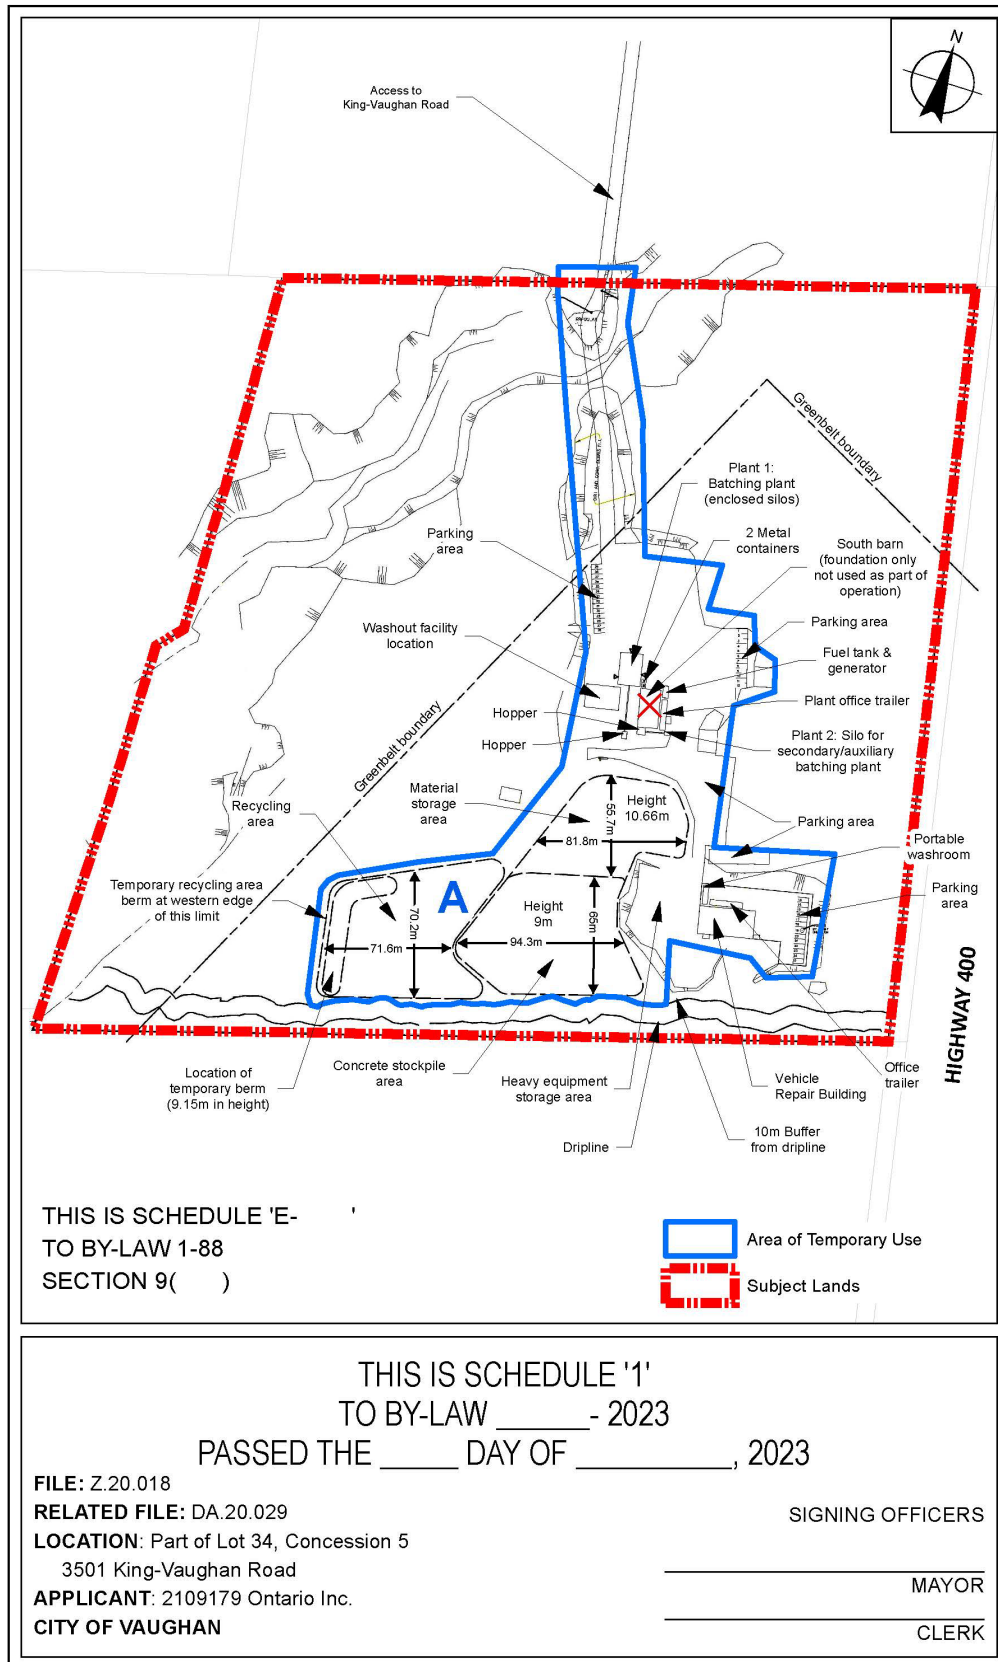 N
Access to
King-Vaughan Road
Greenbelt boundary
Plant 1:
Batching plant
(enclosed silos)
2 Metal
containers
South barn
(foundation only
not used as part of
operation)
Parking
area
Parking area
Washout facility
location
Fuel tank &
generator
Plant office trailer
Hopper
Hopper
Plant 2: Silo for
secondary/auxiliary
batching plant
Greenbelt boundary
Material
storage
area
Recycling
area
Height
10.66m
55.7m
81.8m
Parking area
Portable
washroom
Parking
area
Temporary recycling area
berm at western edge
of this limit
A
70.2m
71.6m
Height
9m
65m
94.3m
HIGHWAY 400
Location of
temporary berm
(9.15m in height)
Concrete stockpile
area
Heavy equipment
storage area
Vehicle
Repair Building
Office
trailer
Dripline
10m Buffer
from dripline
THIS IS SCHEDULE 'E-          '
TO BY-LAW 1-88
SECTION 9(        )
Area of Temporary Use
Subject Lands
THIS IS SCHEDULE '1'
TO BY-LAW ______- 2023
PASSED THE _____ DAY OF __________, 2023
FILE: Z.20.018
RELATED FILE: DA.20.029
LOCATION: Part of Lot 34, Concession 5
3501 King-Vaughan Road
APPLICANT: 2109179 Ontario Inc.
CITY OF VAUGHAN
SIGNING OFFICERS
MAYOR
CLERK